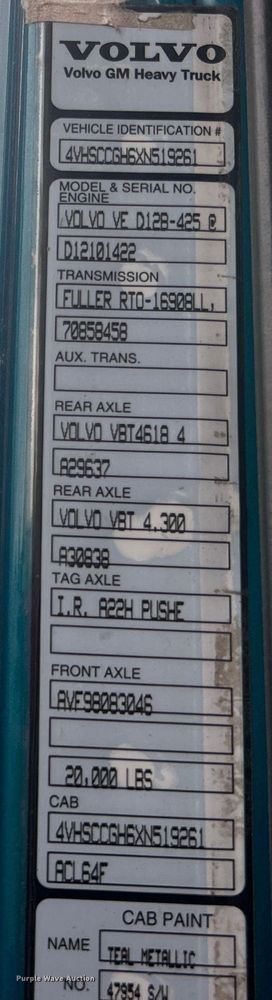 VOLVO
Volvo GM Heavy Truck
VEHICLE IDENTIFICATION #
4VHSCCGH6XN519261
MODEL & SERIAL NO.
ENGINE
VOLVO VE D12B-425 @
D12101422
TRANSMISSION
FULLER RTO-16908LL,
70858458
AUX. TRANS.
REAR AXLE
VOLVO VBT4618 4
A29637
REAR AXLE
VOLVO VBT 4.300
A30838
TAG AXLE
I.R. A22H PUSHE
FRONT AXLE
AVF98083046
20,000 LBS
CAB
4VHSCCGH6XN519261
ACL64F
CAB PAINT
NAME TEAL METALLIC
NO. 47954 S/W
Purple Wave Auction